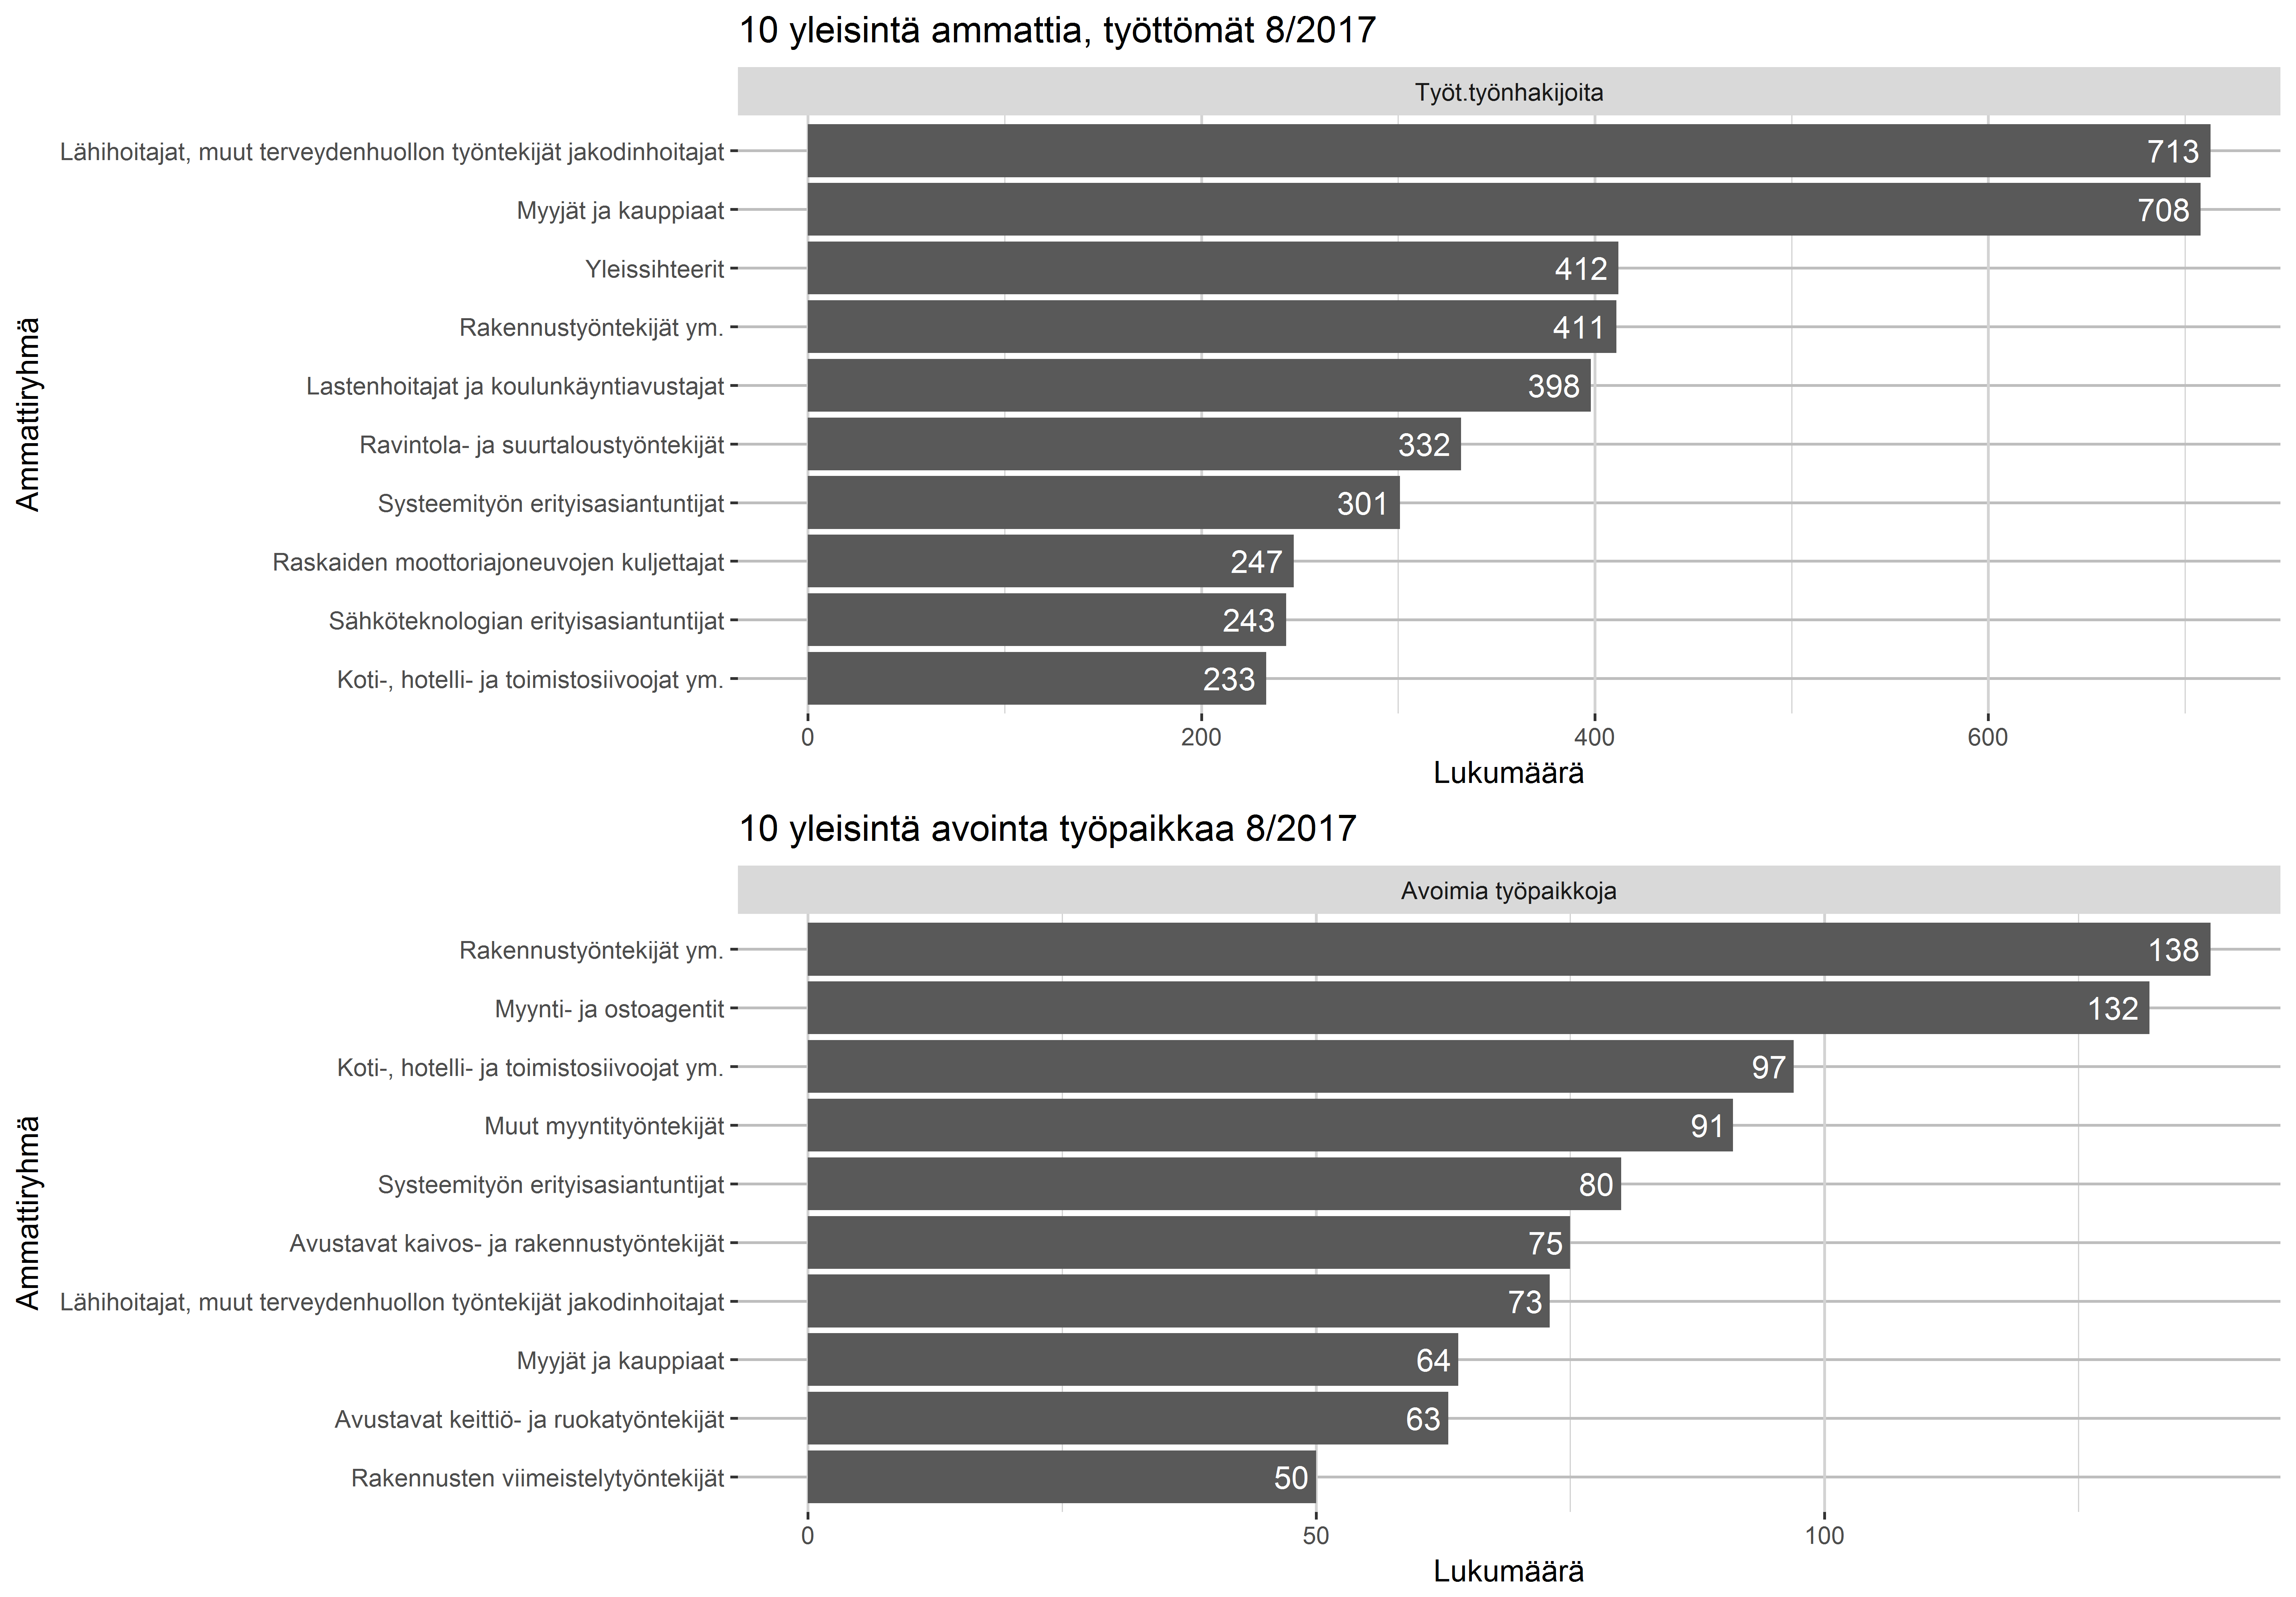 10 yleisintä ammattia, työttömät 8/2017
Työt.työnhakijoita
Ammattiryhmä
Lähihoitajat, muut terveydenhuollon työntekijät jakodinhoitajat 713
Myyjät ja kauppiaat 708
Yleissihteerit 412
Rakennustyöntekijät ym. 411
Lastenhoitajat ja koulunkäyntiavustajat 398
Ravintola- ja suurtaloustyöntekijät 332
Systeemityön erityisasiantuntijat 301
Raskaiden moottoriajoneuvojen kuljettajat 247
Sähköteknologian erityisasiantuntijat 243
Koti-, hotelli- ja toimistosiivoojat ym. 233
0 200 400 600
Lukumäärä
10 yleisintä avointa työpaikkaa 8/2017
Avoimia työpaikkoja
Ammattiryhmä
Rakennustyöntekijät ym. 138
Myynti- ja ostoagentit 132
Koti-, hotelli- ja toimistosiivoojat ym. 97
Muut myyntityöntekijät 91
Systeemityön erityisasiantuntijat 80
Avustavat kaivos- ja rakennustyöntekijät 75
Lähihoitajat, muut terveydenhuollon työntekijät jakodinhoitajat 73
Myyjät ja kauppiaat 64
Avustavat keittiö- ja ruokatyöntekijät 63
Rakennusten viimeistelytyöntekijät 50
0 50 100
Lukumäärä